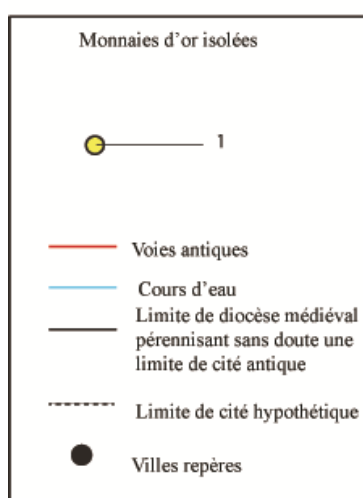 Monnaies d'or isolées
1
Voies antiques
Cours d'eau
Limite de diocèse médiéval
pérennisant sans doute une
limite de cité antique
Limite de cité hypothétique
Villes repères